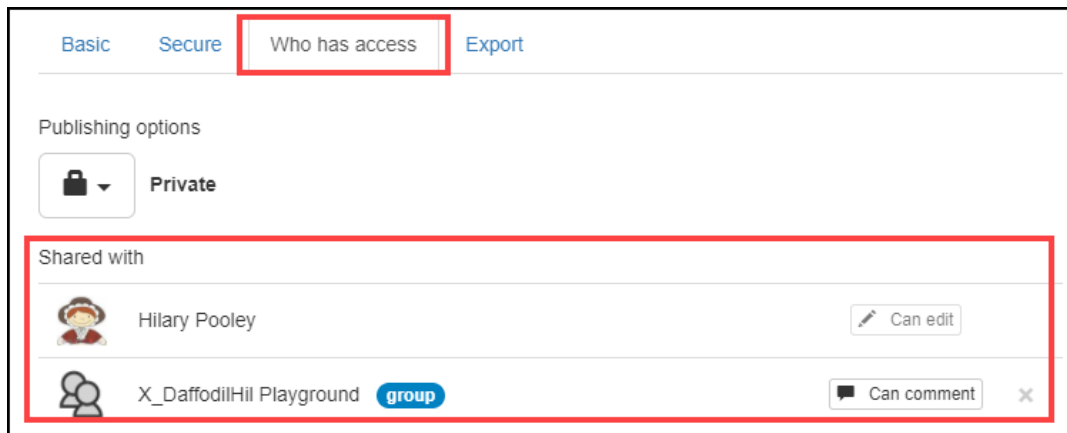 Basic Secure Who has access Export
Publishing options
Private
Shared with
Hilary Pooley Can edit
X_DaffodilHil Playground group Can comment